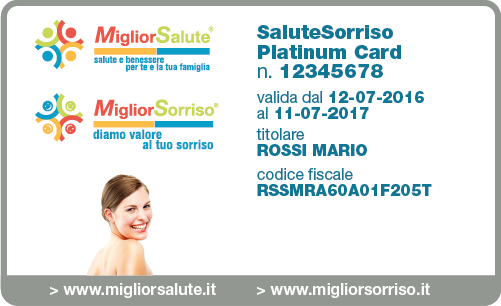 MigliorSalute®
salute e benessere
per te e la tua famiglia
MigliorSorriso®
diamo valore
al tuo sorriso
SaluteSorriso
Platinum Card
n. 12345678
valida dal 12-07-2016
al 11-07-2017
titolare
ROSSI MARIO
codice fiscale
RSSMRA60A01F205T
> www.migliorsalute.it
> www.migliorsorriso.it